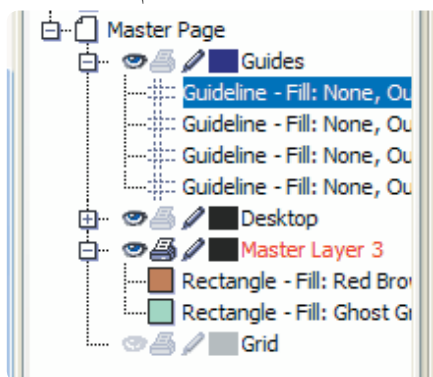 Master Page
Guides
Guideline - Fill: None, Ou
Guideline - Fill: None, Ou
Guideline - Fill: None, Ou
Guideline - Fill: None, Ou
Desktop
Master Layer 3
Rectangle - Fill: Red Brow
Rectangle - Fill: Ghost Gr
Grid